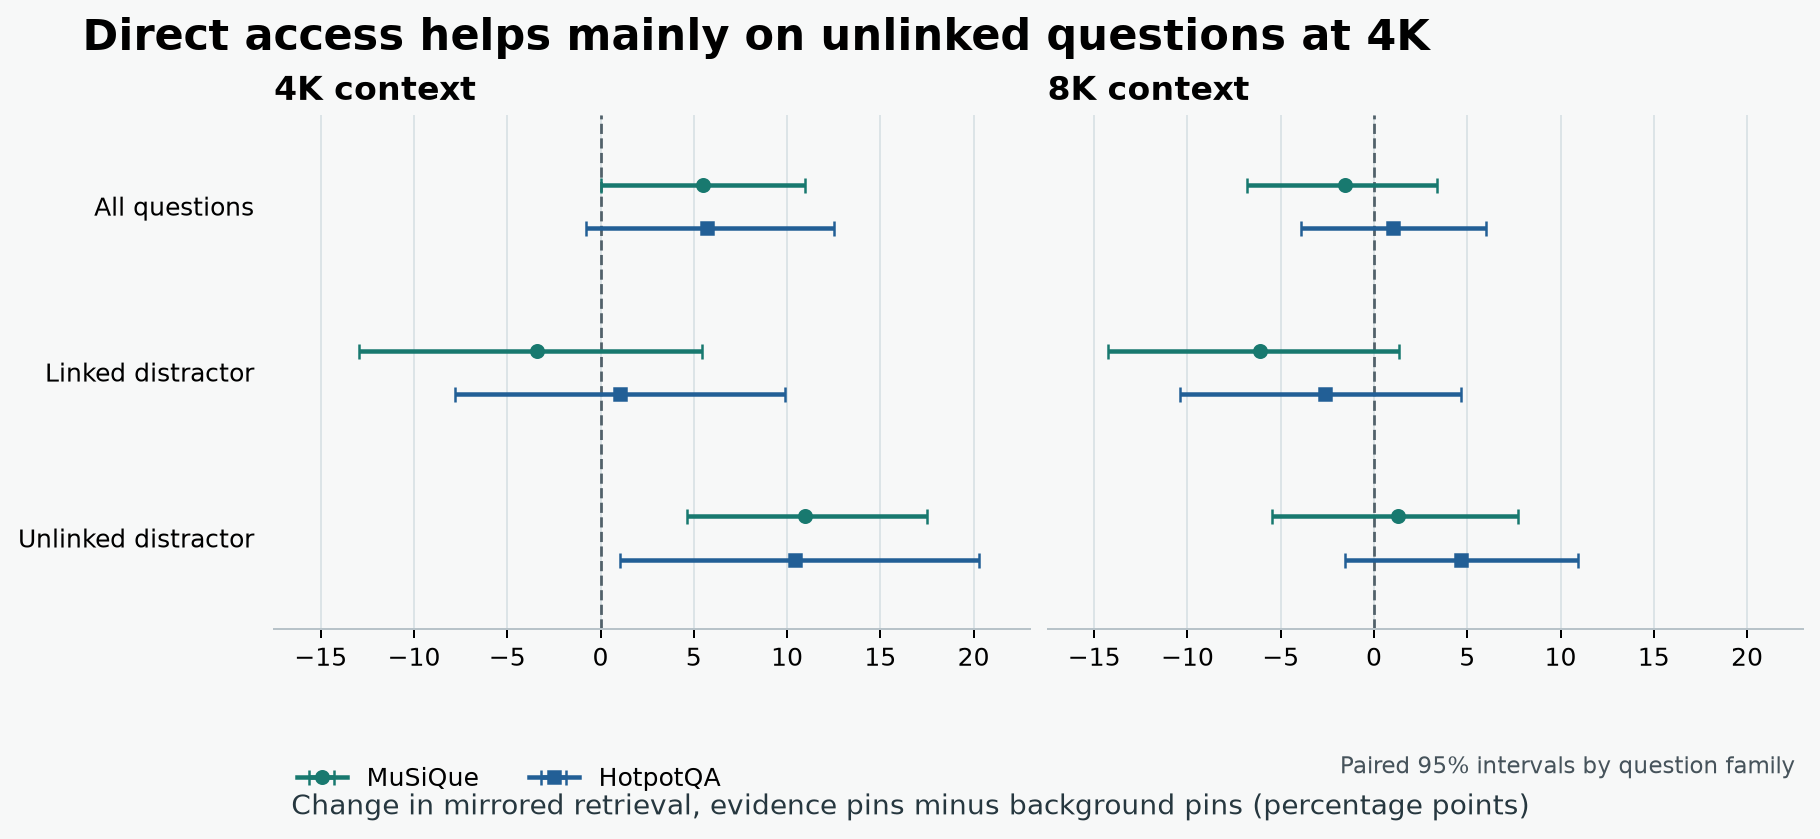 Direct access helps mainly on unlinked questions at 4K
4K context
8K context
All questions
Linked distractor
Unlinked distractor
−15 −10 −5 0 5 10 15 20
−15 −10 −5 0 5 10 15 20
Paired 95% intervals by question family
MuSiQue HotpotQA
Change in mirrored retrieval, evidence pins minus background pins (percentage points)